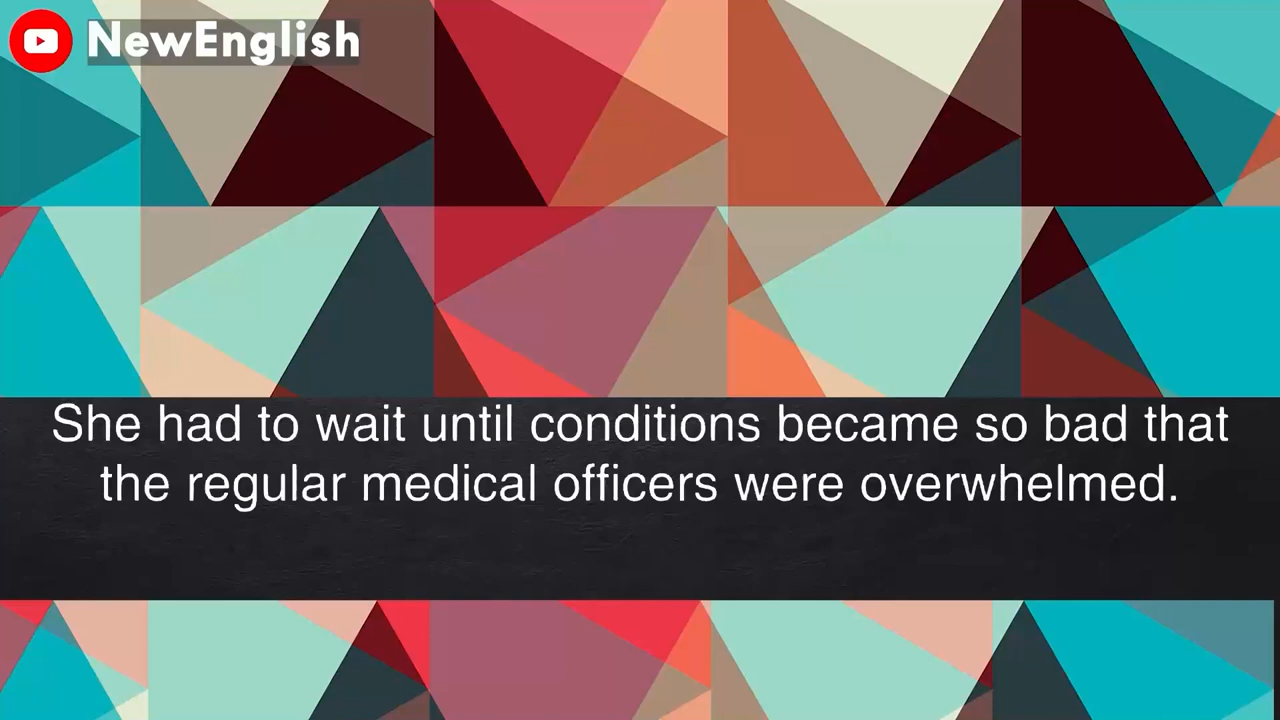 NewEnglish
She had to wait until conditions became so bad that
the regular medical officers were overwhelmed.